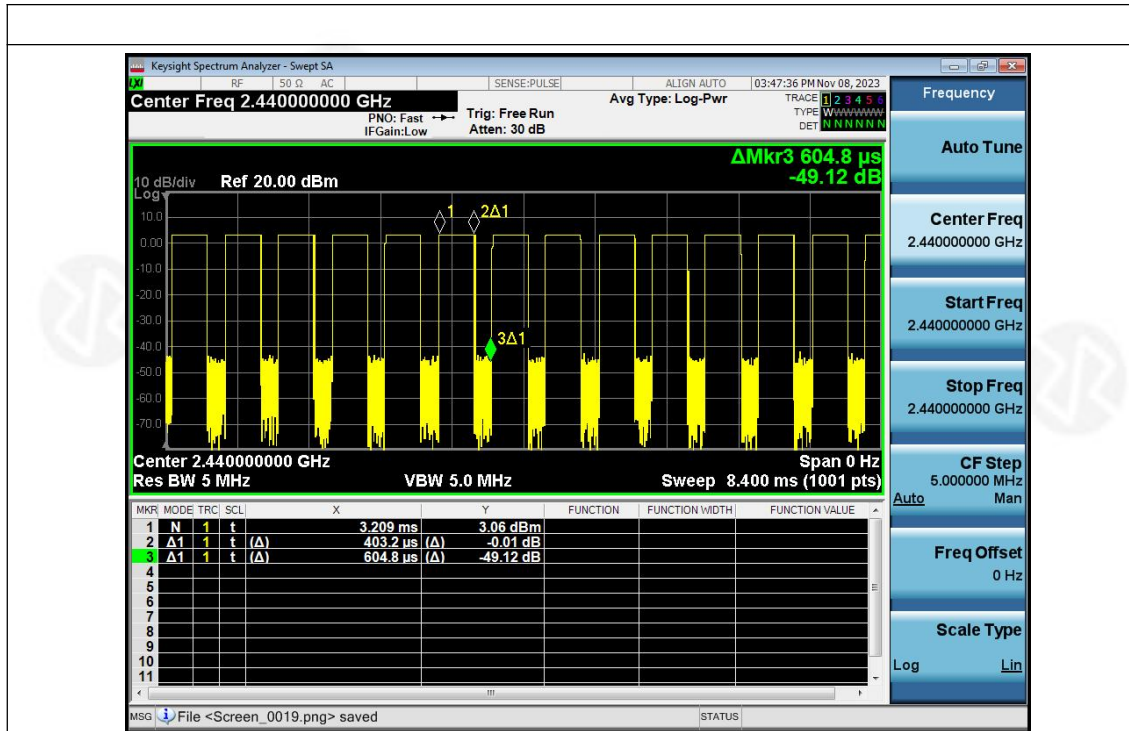 Keysight Spectrum Analyzer - Swept SA
LXI RF 50 Ω AC SENSE:PULSE ALIGN AUTO 03:47:36 PM Nov 08, 2023
Center Freq 2.440000000 GHz
PNO: Fast
IFGain:Low
Trig: Free Run
Atten: 30 dB
Avg Type: Log-Pwr
TRACE 1 2 3 4 5 6
TYPE WWWWWW
DET N N N N N N
ΔMkr3 604.8 µs
-49.12 dB
10 dB/div Ref 20.00 dBm
Log
10.0
0.00
-10.0
-20.0
-30.0
-40.0
-50.0
-60.0
-70.0
1
2Δ1
3Δ1
Center 2.440000000 GHz Span 0 Hz
Res BW 5 MHz VBW 5.0 MHz Sweep 8.400 ms (1001 pts)
MKR MODE TRC SCL X Y FUNCTION FUNCTION WIDTH FUNCTION VALUE
1 N 1 t 3.209 ms 3.06 dBm
2 Δ1 1 t (Δ) 403.2 µs (Δ) -0.01 dB
3 Δ1 1 t (Δ) 604.8 µs (Δ) -49.12 dB
4
5
6
7
8
9
10
11
MSG File <Screen_0019.png> saved STATUS
Frequency
Auto Tune
Center Freq
2.440000000 GHz
Start Freq
2.440000000 GHz
Stop Freq
2.440000000 GHz
CF Step
5.000000 MHz
Auto Man
Freq Offset
0 Hz
Scale Type
Log Lin